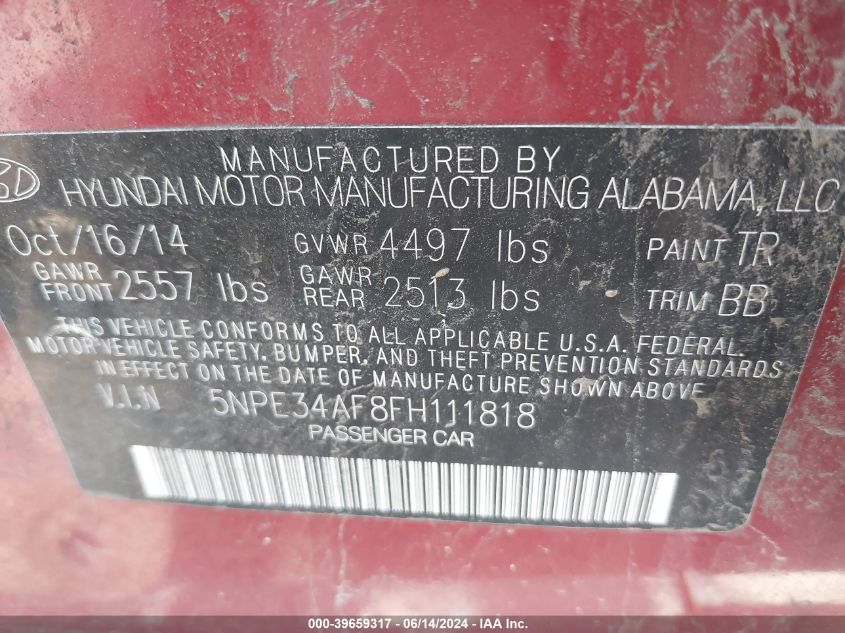 MANUFACTURED BY
HYUNDAI MOTOR MANUFACTURING ALABAMA, LLC
Oct/16/14 GVWR 4497 lbs PAINT TR
GAWR FRONT 2557 lbs GAWR REAR 2513 lbs TRIM BB
THIS VEHICLE CONFORMS TO ALL APPLICABLE U.S.A. FEDERAL
MOTOR VEHICLE SAFETY, BUMPER, AND THEFT PREVENTION STANDARDS
IN EFFECT ON THE DATE OF MANUFACTURE SHOWN ABOVE
V.I.N 5NPE34AF8FH111818
PASSENGER CAR
000-39659317 - 06/14/2024 - IAA Inc.